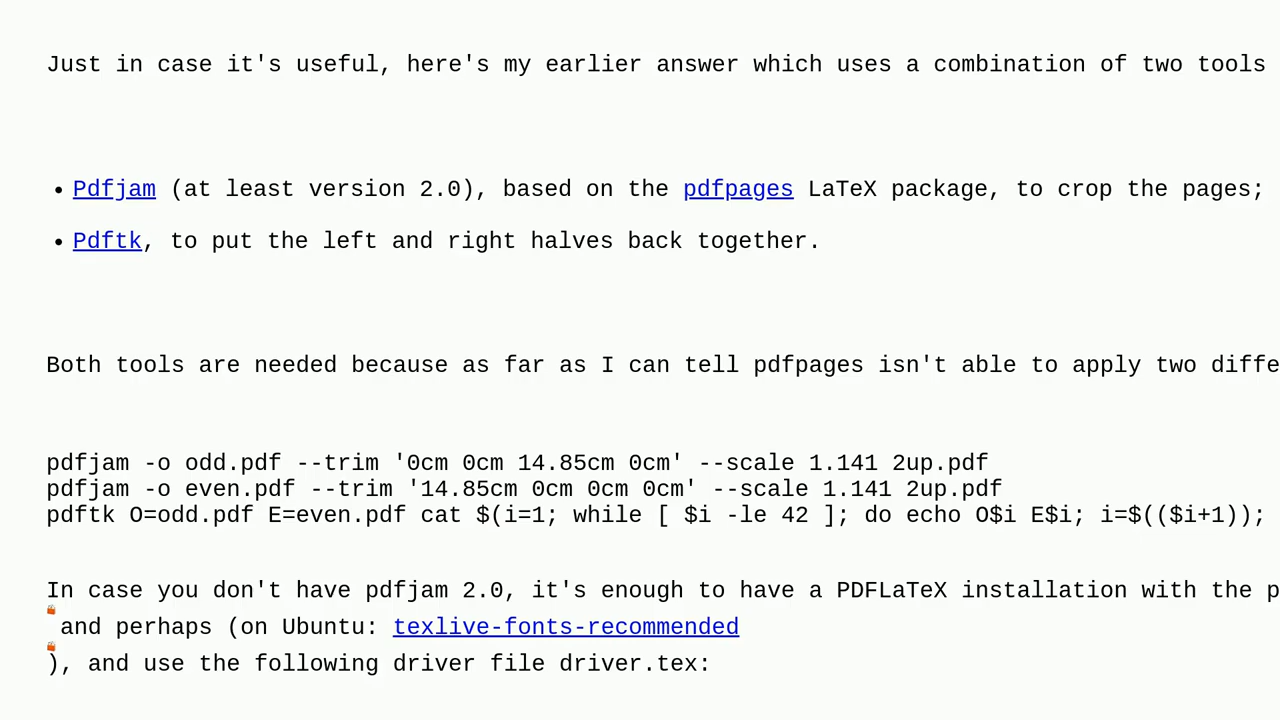 Just in case it's useful, here's my earlier answer which uses a combination of two tools
• Pdfjam (at least version 2.0), based on the pdfpages LaTeX package, to crop the pages;
• Pdftk, to put the left and right halves back together.
Both tools are needed because as far as I can tell pdfpages isn't able to apply two diffe
pdfjam -o odd.pdf --trim '0cm 0cm 14.85cm 0cm' --scale 1.141 2up.pdf
pdfjam -o even.pdf --trim '14.85cm 0cm 0cm 0cm' --scale 1.141 2up.pdf
pdftk O=odd.pdf E=even.pdf cat $(i=1; while [ $i -le 42 ]; do echo O$i E$i; i=$(($i+1));
In case you don't have pdfjam 2.0, it's enough to have a PDFLaTeX installation with the p
and perhaps (on Ubuntu: texlive-fonts-recommended
), and use the following driver file driver.tex: